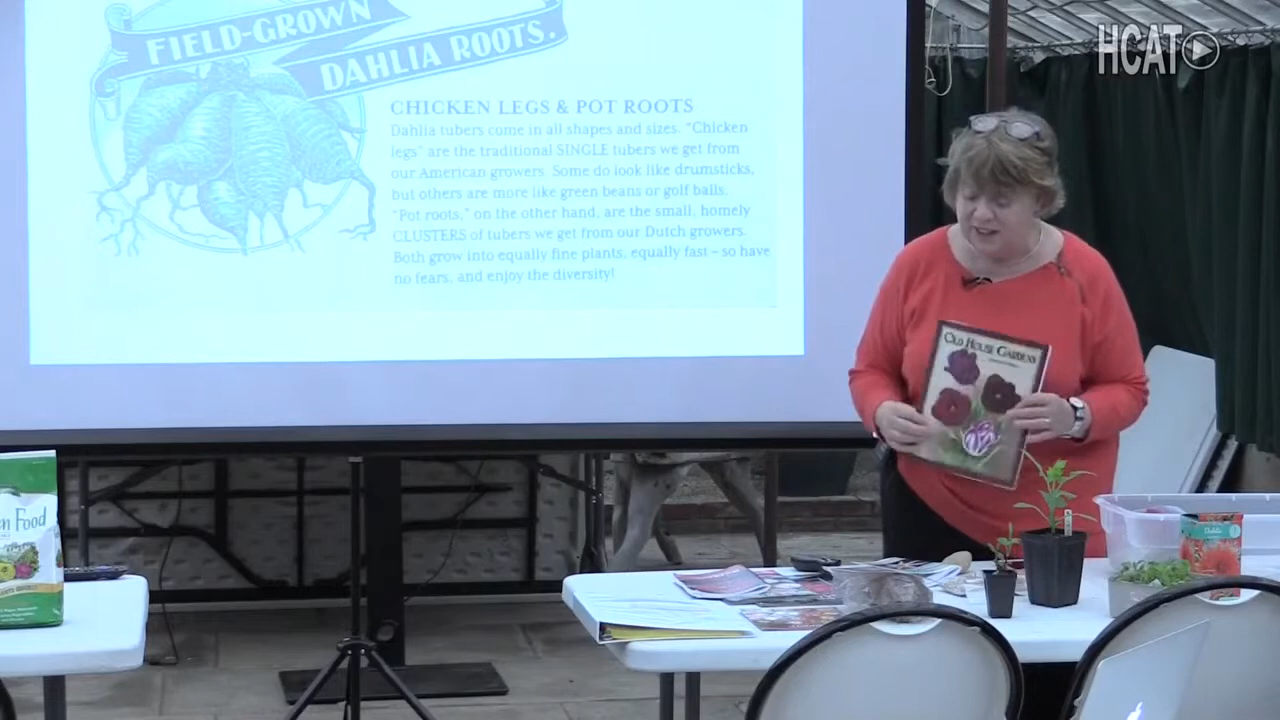 HCAT
FIELD-GROWN
DAHLIA ROOTS.
CHICKEN LEGS & POT ROOTS
Dahlia tubers come in all shapes and sizes. "Chicken
legs" are the traditional SINGLE tubers we get from
our American growers. Some do look like drumsticks,
but others are more like green beans or golf balls.
"Pot roots," on the other hand, are the small, homely
CLUSTERS of tubers we get from our Dutch growers.
Both grow into equally fine plants, equally fast – so have
no fears, and enjoy the diversity!
OLD HOUSE GARDENS
Food